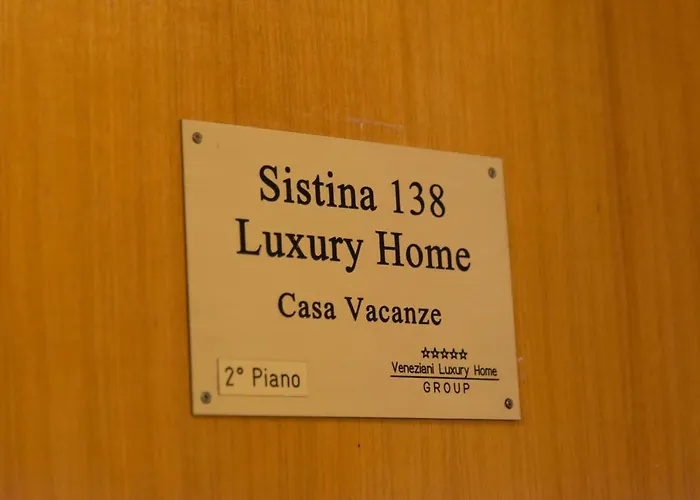 Sistina 138
Luxury Home
Casa Vacanze
2° Piano
☆☆☆☆☆
Veneziani Luxury Home
GROUP